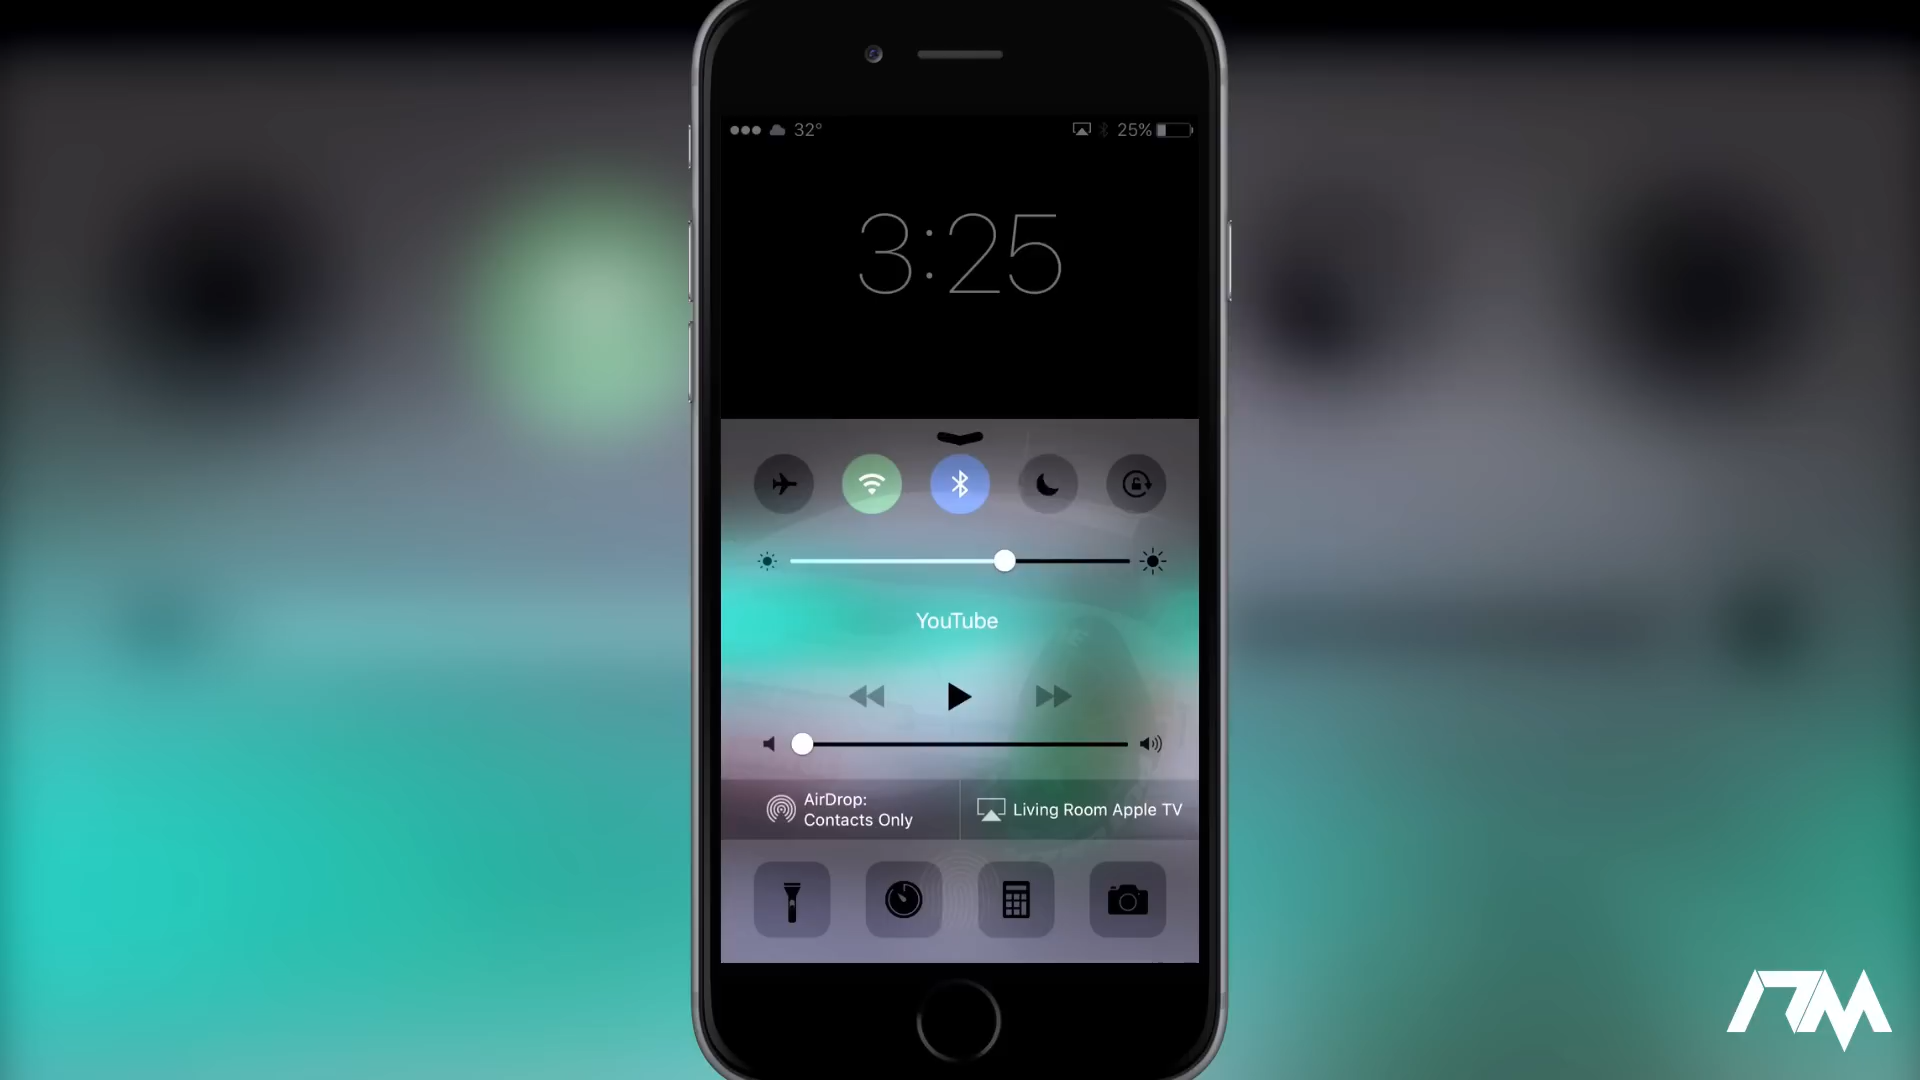 32° 25%
3:25
YouTube
AirDrop:
Contacts Only
Living Room Apple TV